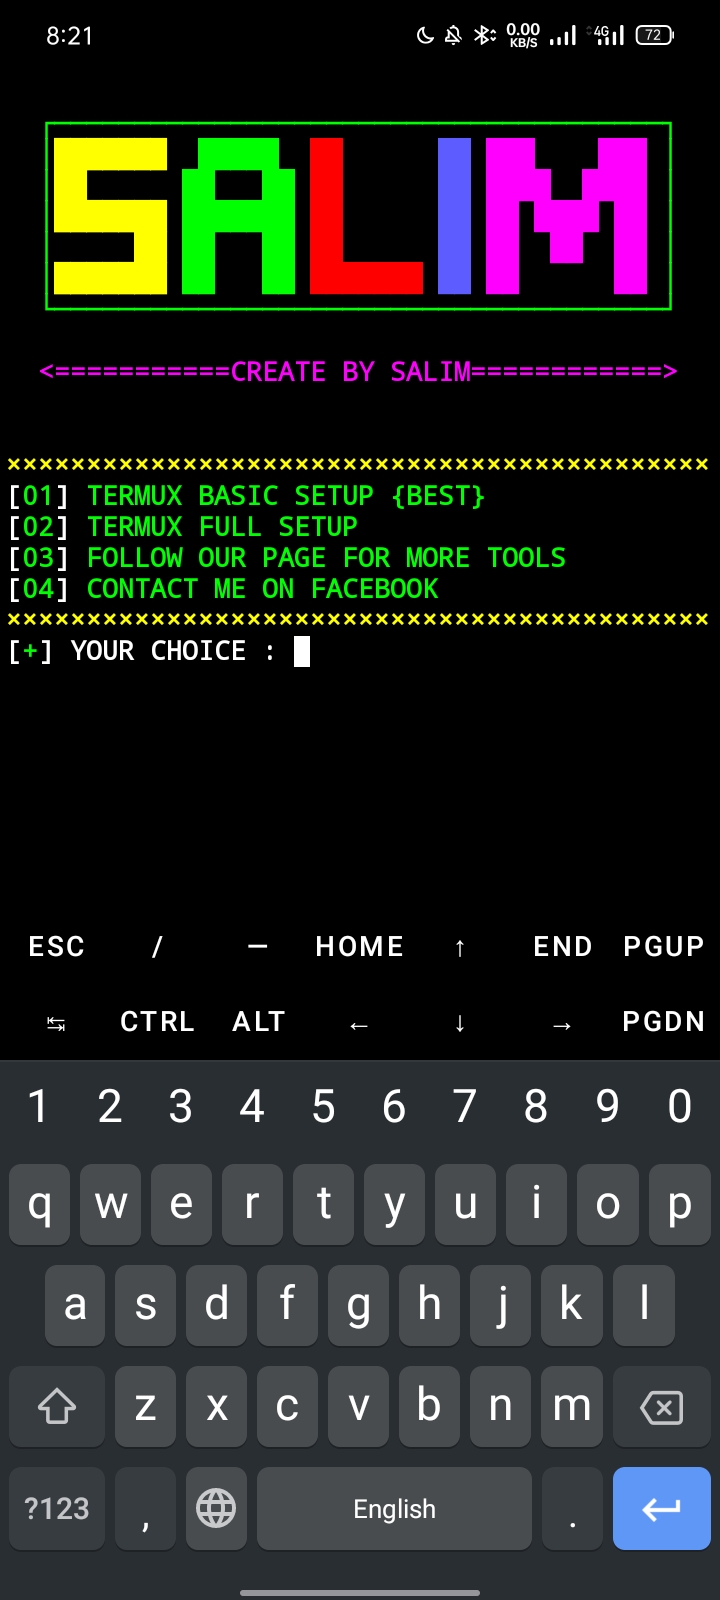 8:21 0.00 KB/S 4G 72
SALIM
<===========CREATE BY SALIM============>
××××××××××××××××××××××××××××××××××××××××××××
[01] TERMUX BASIC SETUP {BEST}
[02] TERMUX FULL SETUP
[03] FOLLOW OUR PAGE FOR MORE TOOLS
[04] CONTACT ME ON FACEBOOK
××××××××××××××××××××××××××××××××××××××××××××
[+] YOUR CHOICE :
ESC / — HOME ↑ END PGUP
↹ CTRL ALT ← ↓ → PGDN
1 2 3 4 5 6 7 8 9 0
q w e r t y u i o p
a s d f g h j k l
z x c v b n m
?123 , English .